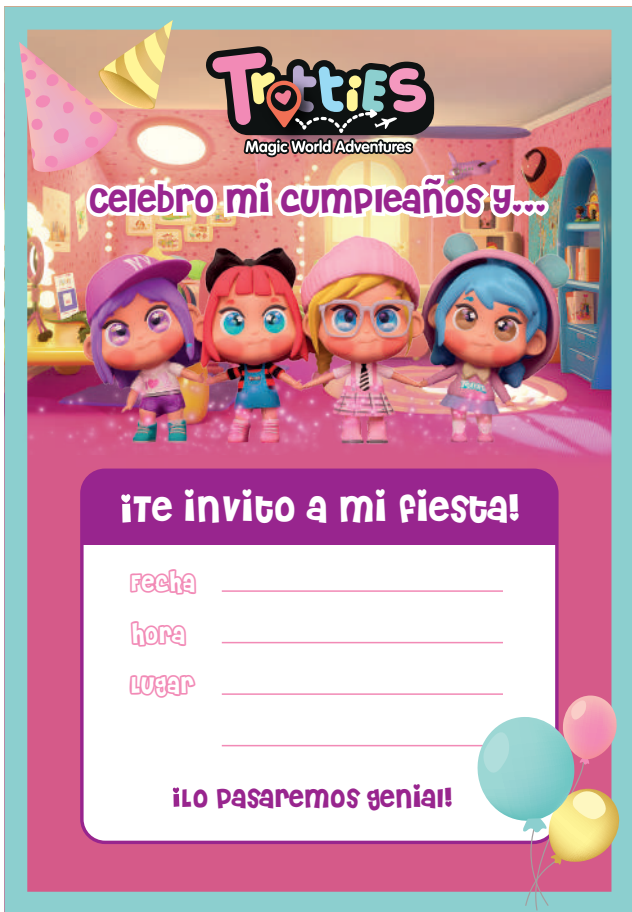 Trotties
Magic World Adventures
Celebro mi cumpleaños y...
¡Te invito a mi fiesta!
Fecha
hora
Lugar
¡Lo pasaremos genial!